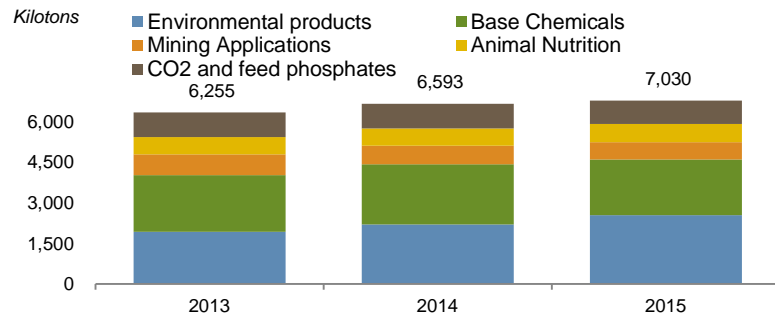 Kilotons
Environmental products Base Chemicals
Mining Applications Animal Nutrition
CO2 and feed phosphates
6,255 6,593 7,030
6,000
4,500
3,000
1,500
0
2013 2014 2015